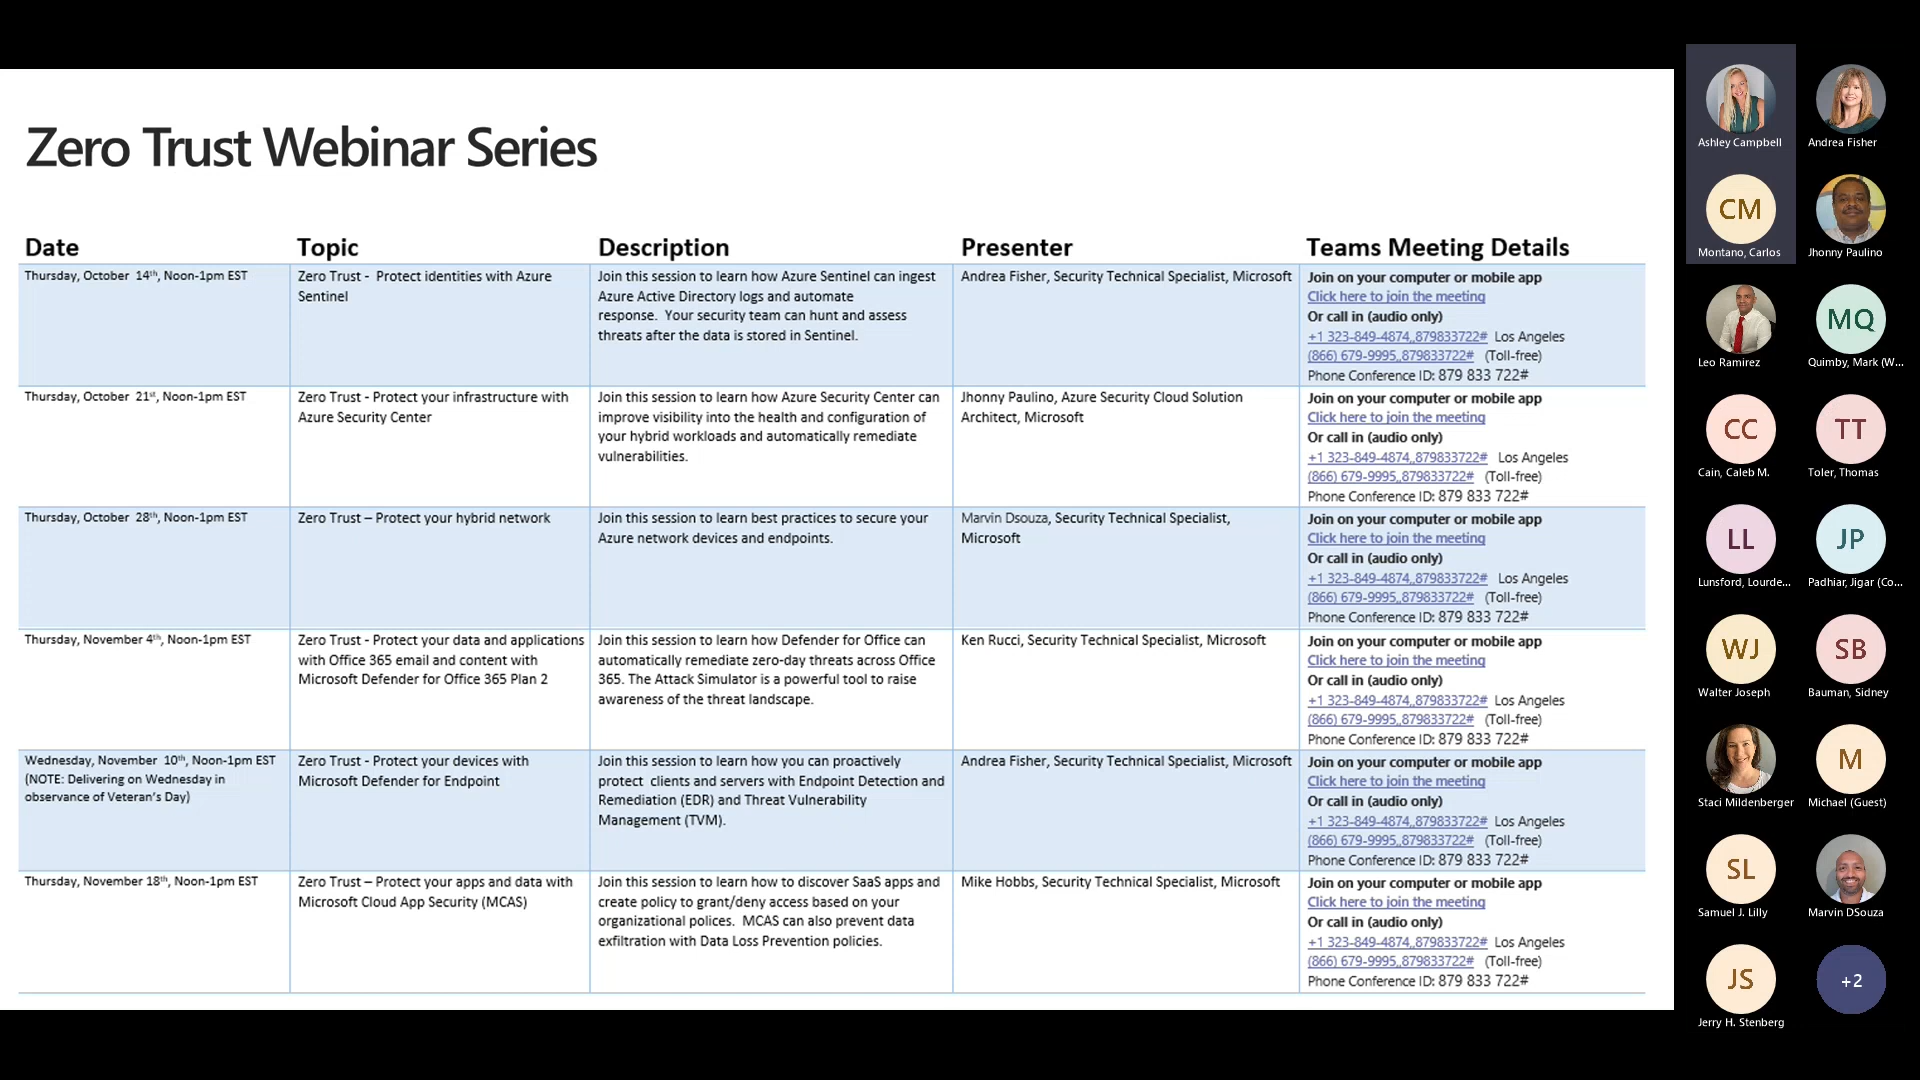 Zero Trust Webinar Series
Date
Topic
Description
Presenter
Teams Meeting Details
Thursday, October 14th, Noon-1pm EST
Zero Trust - Protect identities with Azure
Sentinel
Join this session to learn how Azure Sentinel can ingest
Azure Active Directory logs and automate
response. Your security team can hunt and assess
threats after the data is stored in Sentinel.
Andrea Fisher, Security Technical Specialist, Microsoft
Join on your computer or mobile app
Click here to join the meeting
Or call in (audio only)
+1 323-849-4874,,879833722# Los Angeles
(866) 679-9995,,879833722# (Toll-free)
Phone Conference ID: 879 833 722#
Thursday, October 21st, Noon-1pm EST
Zero Trust - Protect your infrastructure with
Azure Security Center
Join this session to learn how Azure Security Center can
improve visibility into the health and configuration of
your hybrid workloads and automatically remediate
vulnerabilities.
Jhonny Paulino, Azure Security Cloud Solution
Architect, Microsoft
Join on your computer or mobile app
Click here to join the meeting
Or call in (audio only)
+1 323-849-4874,,879833722# Los Angeles
(866) 679-9995,,879833722# (Toll-free)
Phone Conference ID: 879 833 722#
Thursday, October 28th, Noon-1pm EST
Zero Trust – Protect your hybrid network
Join this session to learn best practices to secure your
Azure network devices and endpoints.
Marvin Dsouza, Security Technical Specialist,
Microsoft
Join on your computer or mobile app
Click here to join the meeting
Or call in (audio only)
+1 323-849-4874,,879833722# Los Angeles
(866) 679-9995,,879833722# (Toll-free)
Phone Conference ID: 879 833 722#
Thursday, November 4th, Noon-1pm EST
Zero Trust - Protect your data and applications
with Office 365 email and content with
Microsoft Defender for Office 365 Plan 2
Join this session to learn how Defender for Office can
automatically remediate zero-day threats across Office
365. The Attack Simulator is a powerful tool to raise
awareness of the threat landscape.
Ken Rucci, Security Technical Specialist, Microsoft
Join on your computer or mobile app
Click here to join the meeting
Or call in (audio only)
+1 323-849-4874,,879833722# Los Angeles
(866) 679-9995,,879833722# (Toll-free)
Phone Conference ID: 879 833 722#
Wednesday, November 10th, Noon-1pm EST
(NOTE: Delivering on Wednesday in
observance of Veteran's Day)
Zero Trust - Protect your devices with
Microsoft Defender for Endpoint
Join this session to learn how you can proactively
protect clients and servers with Endpoint Detection and
Remediation (EDR) and Threat Vulnerability
Management (TVM).
Andrea Fisher, Security Technical Specialist, Microsoft
Join on your computer or mobile app
Click here to join the meeting
Or call in (audio only)
+1 323-849-4874,,879833722# Los Angeles
(866) 679-9995,,879833722# (Toll-free)
Phone Conference ID: 879 833 722#
Thursday, November 18th, Noon-1pm EST
Zero Trust – Protect your apps and data with
Microsoft Cloud App Security (MCAS)
Join this session to learn how to discover SaaS apps and
create policy to grant/deny access based on your
organizational polices. MCAS can also prevent data
exfiltration with Data Loss Prevention policies.
Mike Hobbs, Security Technical Specialist, Microsoft
Join on your computer or mobile app
Click here to join the meeting
Or call in (audio only)
+1 323-849-4874,,879833722# Los Angeles
(866) 679-9995,,879833722# (Toll-free)
Phone Conference ID: 879 833 722#
Ashley Campbell
Andrea Fisher
CM
Montano, Carlos
Jhonny Paulino
Leo Ramirez
MQ
Quimby, Mark (W...
CC
Cain, Caleb M.
TT
Toler, Thomas
LL
Lunsford, Lourde...
JP
Padhiar, Jigar (Co...
WJ
Walter Joseph
SB
Bauman, Sidney
Staci Mildenberger
M
Michael (Guest)
SL
Samuel J. Lilly
Marvin DSouza
JS
Jerry H. Stenberg
+2